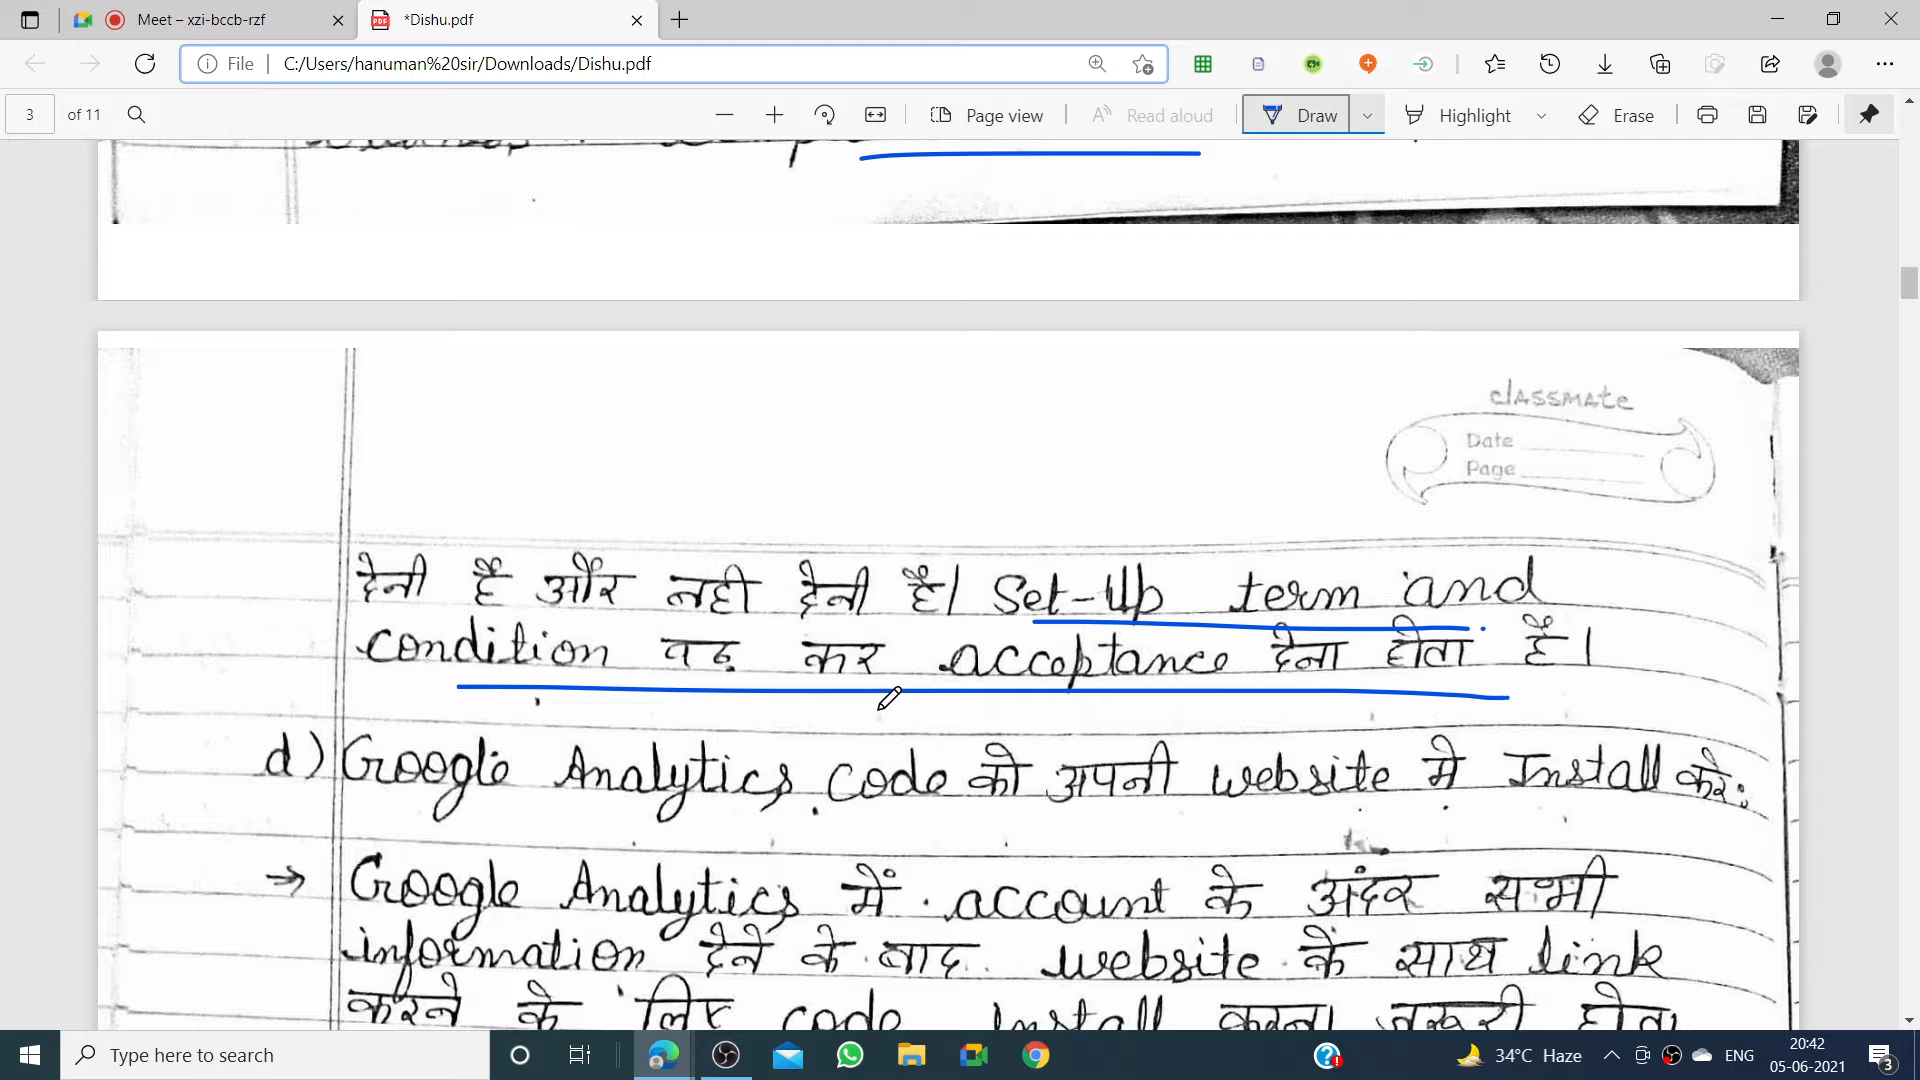 Meet – xzi-bccb-rzf
*Dishu.pdf
File
C:/Users/hanuman%20sir/Downloads/Dishu.pdf
3 of 11
Page view
Read aloud
Draw
Highlight
Erase
classmate
Date
Page
देनी है और नही देनी है। Set-Up term and
condition पढ़ कर acceptance देना होता है।
d) Google Analytics code को अपनी website मे Install करे:
→ Google Analytics में account के अंदर सभी
information देने के बाद website के साथ link
करने के लिए code install करना जरूरी होता
Type here to search
34°C Haze
ENG
20:42
05-06-2021
3